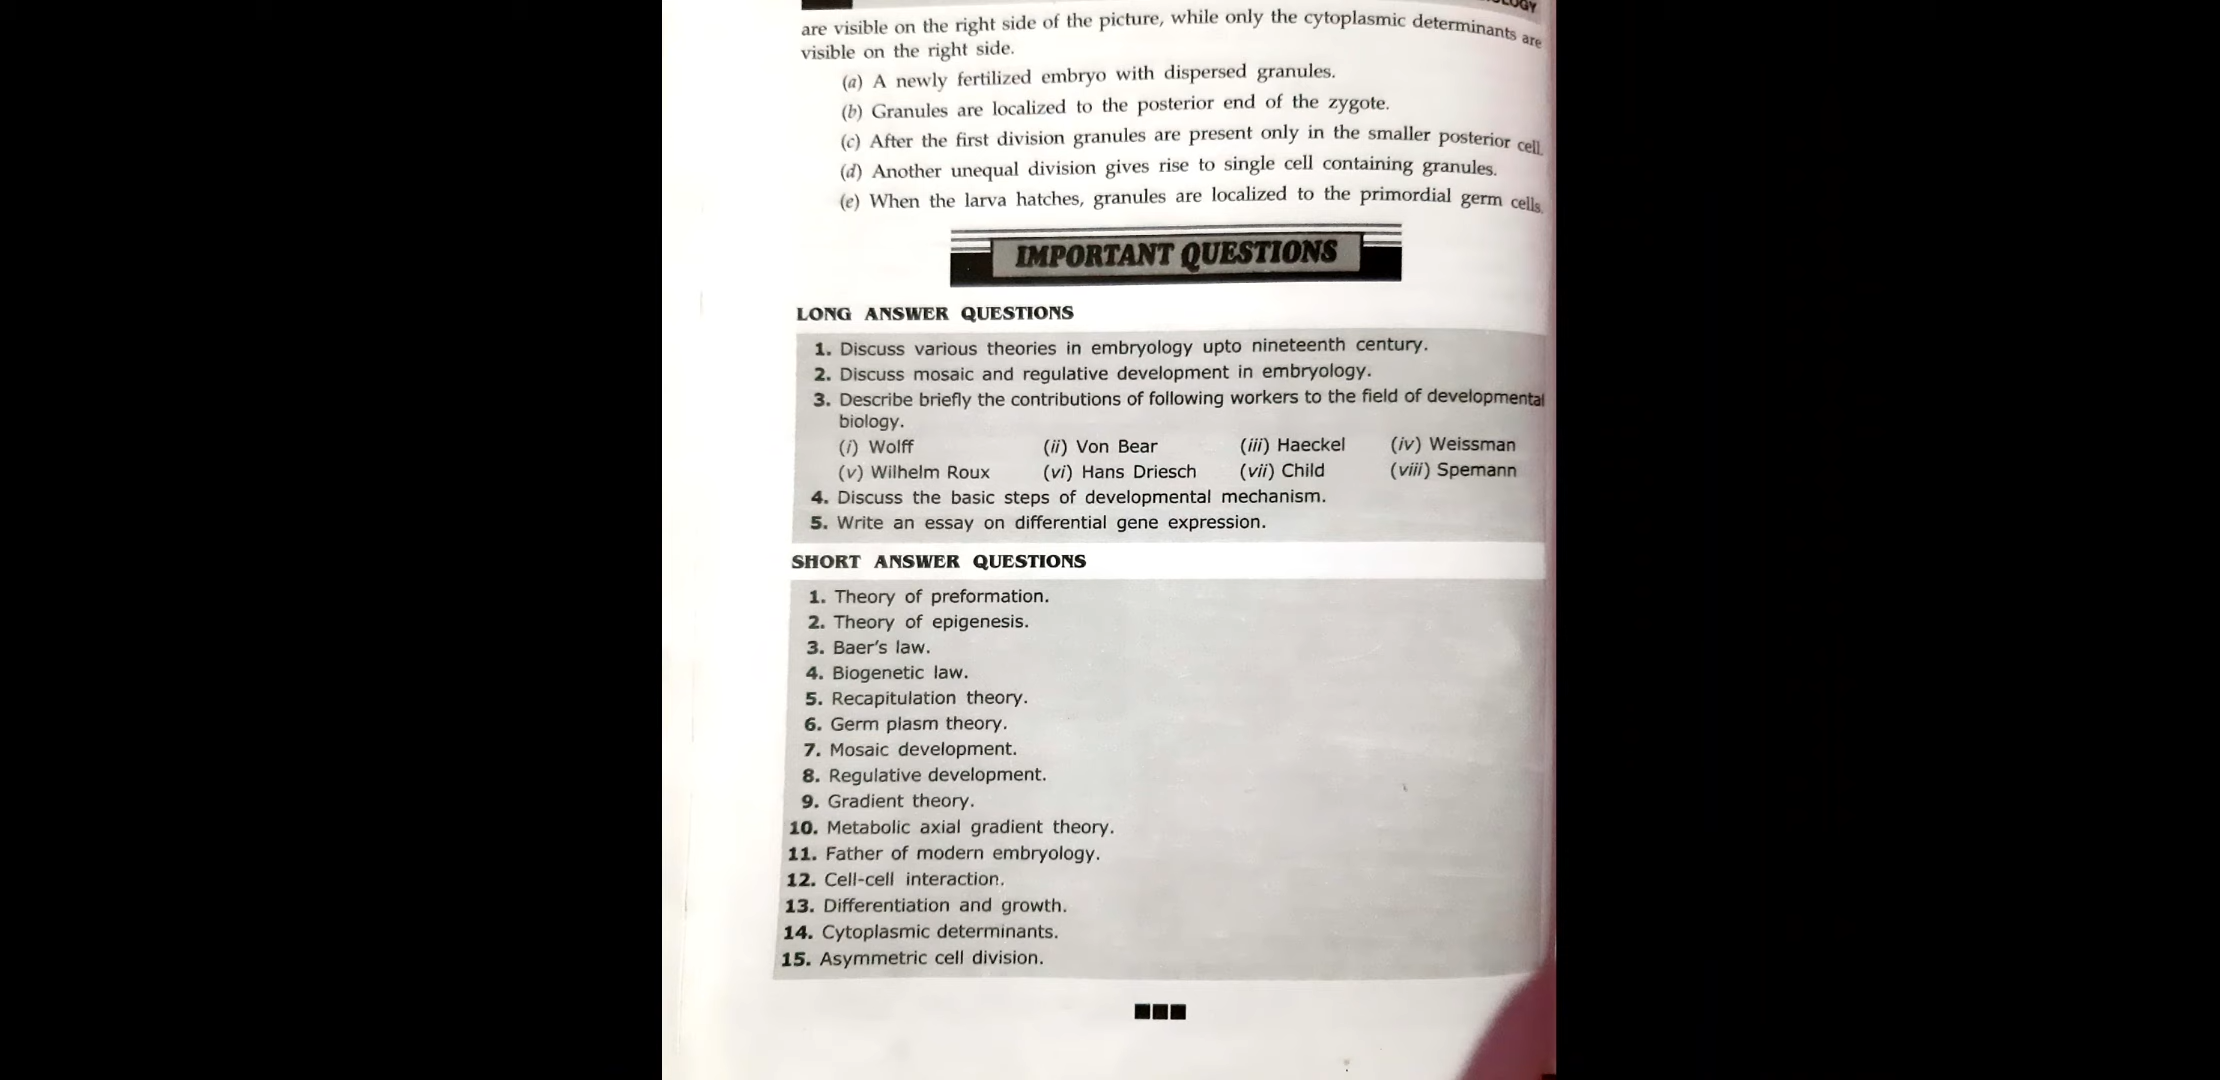 are visible on the right side of the picture, while only the cytoplasmic determinants are
visible on the right side.
(a) A newly fertilized embryo with dispersed granules.
(b) Granules are localized to the posterior end of the zygote.
(c) After the first division granules are present only in the smaller posterior cell.
(d) Another unequal division gives rise to single cell containing granules.
(e) When the larva hatches, granules are localized to the primordial germ cells.
IMPORTANT QUESTIONS
LONG ANSWER QUESTIONS
1. Discuss various theories in embryology upto nineteenth century.
2. Discuss mosaic and regulative development in embryology.
3. Describe briefly the contributions of following workers to the field of developmental
biology.
(i) Wolff (ii) Von Bear (iii) Haeckel (iv) Weissman
(v) Wilhelm Roux (vi) Hans Driesch (vii) Child (viii) Spemann
4. Discuss the basic steps of developmental mechanism.
5. Write an essay on differential gene expression.
SHORT ANSWER QUESTIONS
1. Theory of preformation.
2. Theory of epigenesis.
3. Baer's law.
4. Biogenetic law.
5. Recapitulation theory.
6. Germ plasm theory.
7. Mosaic development.
8. Regulative development.
9. Gradient theory.
10. Metabolic axial gradient theory.
11. Father of modern embryology.
12. Cell-cell interaction.
13. Differentiation and growth.
14. Cytoplasmic determinants.
15. Asymmetric cell division.